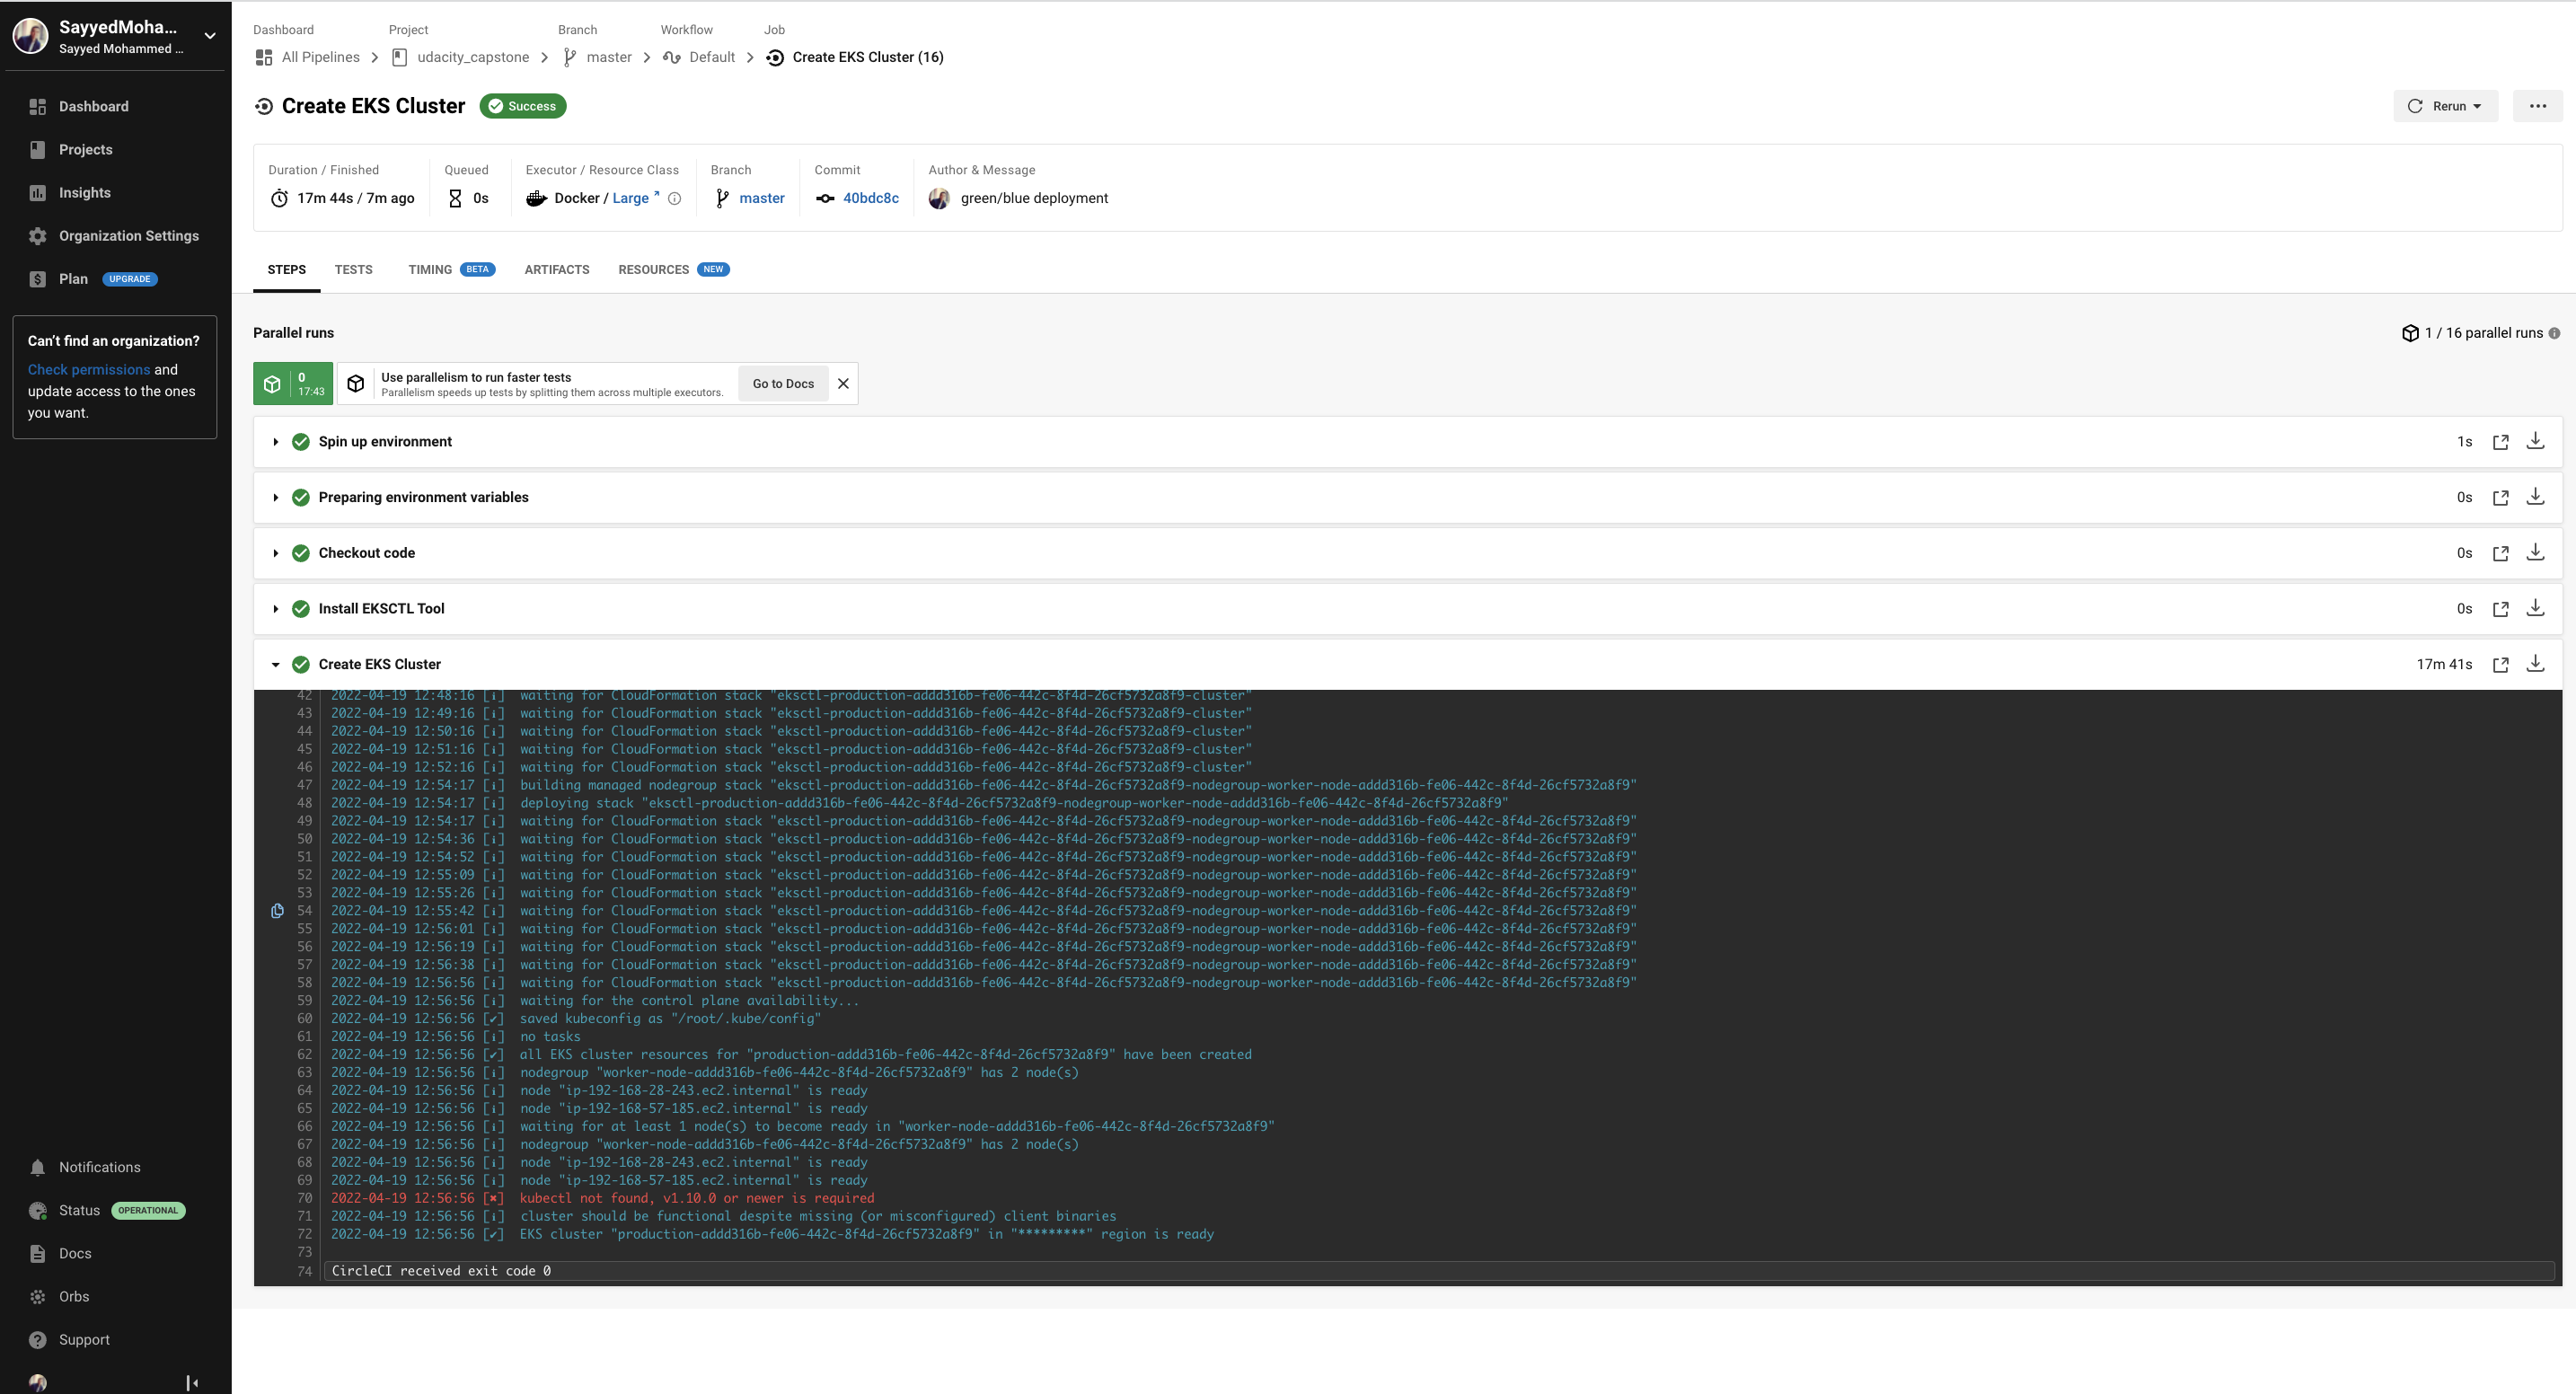 SayyedMoha...
Sayyed Mohammed ...
Dashboard
Projects
Insights
Organization Settings
Plan UPGRADE
Can't find an organization?
Check permissions and
update access to the ones
you want.
Notifications
Status OPERATIONAL
Docs
Orbs
Support
Dashboard Project Branch Workflow Job
All Pipelines udacity_capstone master Default Create EKS Cluster (16)
Create EKS Cluster Success
Rerun
Duration / Finished Queued Executor / Resource Class Branch Commit Author & Message
17m 44s / 7m ago 0s Docker / Large master 40bdc8c green/blue deployment
STEPS TESTS TIMING BETA ARTIFACTS RESOURCES NEW
Parallel runs
1 / 16 parallel runs
0
17:43
Use parallelism to run faster tests
Parallelism speeds up tests by splitting them across multiple executors.
Go to Docs
Spin up environment 1s
Preparing environment variables 0s
Checkout code 0s
Install EKSCTL Tool 0s
Create EKS Cluster 17m 41s
42 2022-04-19 12:48:16 [ℹ] waiting for CloudFormation stack "eksctl-production-addd316b-fe06-442c-8f4d-26cf5732a8f9-cluster"
43 2022-04-19 12:49:16 [ℹ] waiting for CloudFormation stack "eksctl-production-addd316b-fe06-442c-8f4d-26cf5732a8f9-cluster"
44 2022-04-19 12:50:16 [ℹ] waiting for CloudFormation stack "eksctl-production-addd316b-fe06-442c-8f4d-26cf5732a8f9-cluster"
45 2022-04-19 12:51:16 [ℹ] waiting for CloudFormation stack "eksctl-production-addd316b-fe06-442c-8f4d-26cf5732a8f9-cluster"
46 2022-04-19 12:52:16 [ℹ] waiting for CloudFormation stack "eksctl-production-addd316b-fe06-442c-8f4d-26cf5732a8f9-cluster"
47 2022-04-19 12:54:17 [ℹ] building managed nodegroup stack "eksctl-production-addd316b-fe06-442c-8f4d-26cf5732a8f9-nodegroup-worker-node-addd316b-fe06-442c-8f4d-26cf5732a8f9"
48 2022-04-19 12:54:17 [ℹ] deploying stack "eksctl-production-addd316b-fe06-442c-8f4d-26cf5732a8f9-nodegroup-worker-node-addd316b-fe06-442c-8f4d-26cf5732a8f9"
49 2022-04-19 12:54:17 [ℹ] waiting for CloudFormation stack "eksctl-production-addd316b-fe06-442c-8f4d-26cf5732a8f9-nodegroup-worker-node-addd316b-fe06-442c-8f4d-26cf5732a8f9"
50 2022-04-19 12:54:36 [ℹ] waiting for CloudFormation stack "eksctl-production-addd316b-fe06-442c-8f4d-26cf5732a8f9-nodegroup-worker-node-addd316b-fe06-442c-8f4d-26cf5732a8f9"
51 2022-04-19 12:54:52 [ℹ] waiting for CloudFormation stack "eksctl-production-addd316b-fe06-442c-8f4d-26cf5732a8f9-nodegroup-worker-node-addd316b-fe06-442c-8f4d-26cf5732a8f9"
52 2022-04-19 12:55:09 [ℹ] waiting for CloudFormation stack "eksctl-production-addd316b-fe06-442c-8f4d-26cf5732a8f9-nodegroup-worker-node-addd316b-fe06-442c-8f4d-26cf5732a8f9"
53 2022-04-19 12:55:26 [ℹ] waiting for CloudFormation stack "eksctl-production-addd316b-fe06-442c-8f4d-26cf5732a8f9-nodegroup-worker-node-addd316b-fe06-442c-8f4d-26cf5732a8f9"
54 2022-04-19 12:55:42 [ℹ] waiting for CloudFormation stack "eksctl-production-addd316b-fe06-442c-8f4d-26cf5732a8f9-nodegroup-worker-node-addd316b-fe06-442c-8f4d-26cf5732a8f9"
55 2022-04-19 12:56:01 [ℹ] waiting for CloudFormation stack "eksctl-production-addd316b-fe06-442c-8f4d-26cf5732a8f9-nodegroup-worker-node-addd316b-fe06-442c-8f4d-26cf5732a8f9"
56 2022-04-19 12:56:19 [ℹ] waiting for CloudFormation stack "eksctl-production-addd316b-fe06-442c-8f4d-26cf5732a8f9-nodegroup-worker-node-addd316b-fe06-442c-8f4d-26cf5732a8f9"
57 2022-04-19 12:56:38 [ℹ] waiting for CloudFormation stack "eksctl-production-addd316b-fe06-442c-8f4d-26cf5732a8f9-nodegroup-worker-node-addd316b-fe06-442c-8f4d-26cf5732a8f9"
58 2022-04-19 12:56:56 [ℹ] waiting for CloudFormation stack "eksctl-production-addd316b-fe06-442c-8f4d-26cf5732a8f9-nodegroup-worker-node-addd316b-fe06-442c-8f4d-26cf5732a8f9"
59 2022-04-19 12:56:56 [ℹ] waiting for the control plane availability...
60 2022-04-19 12:56:56 [✔] saved kubeconfig as "/root/.kube/config"
61 2022-04-19 12:56:56 [ℹ] no tasks
62 2022-04-19 12:56:56 [✔] all EKS cluster resources for "production-addd316b-fe06-442c-8f4d-26cf5732a8f9" have been created
63 2022-04-19 12:56:56 [ℹ] nodegroup "worker-node-addd316b-fe06-442c-8f4d-26cf5732a8f9" has 2 node(s)
64 2022-04-19 12:56:56 [ℹ] node "ip-192-168-28-243.ec2.internal" is ready
65 2022-04-19 12:56:56 [ℹ] node "ip-192-168-57-185.ec2.internal" is ready
66 2022-04-19 12:56:56 [ℹ] waiting for at least 1 node(s) to become ready in "worker-node-addd316b-fe06-442c-8f4d-26cf5732a8f9"
67 2022-04-19 12:56:56 [ℹ] nodegroup "worker-node-addd316b-fe06-442c-8f4d-26cf5732a8f9" has 2 node(s)
68 2022-04-19 12:56:56 [ℹ] node "ip-192-168-28-243.ec2.internal" is ready
69 2022-04-19 12:56:56 [ℹ] node "ip-192-168-57-185.ec2.internal" is ready
70 2022-04-19 12:56:56 [✖] kubectl not found, v1.10.0 or newer is required
71 2022-04-19 12:56:56 [ℹ] cluster should be functional despite missing (or misconfigured) client binaries
72 2022-04-19 12:56:56 [✔] EKS cluster "production-addd316b-fe06-442c-8f4d-26cf5732a8f9" in "*********" region is ready
73
74 CircleCI received exit code 0